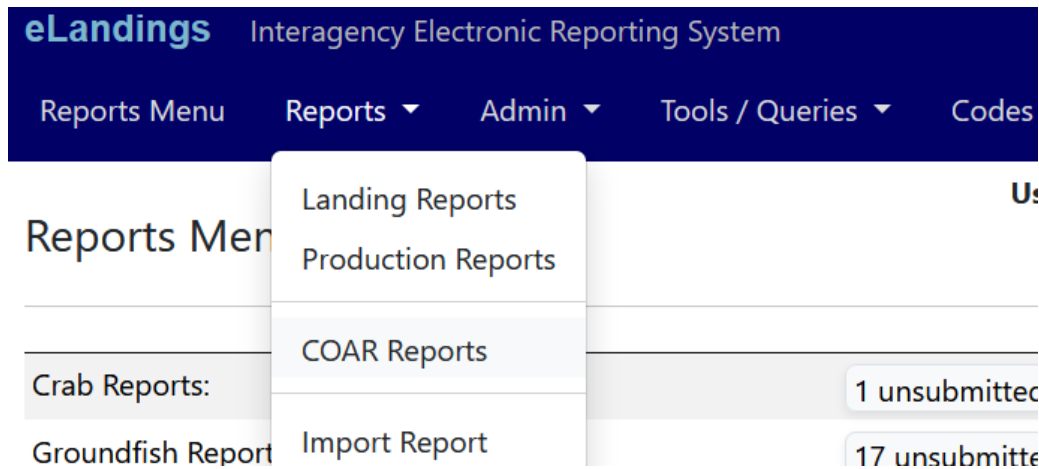 eLandings Interagency Electronic Reporting System
Reports Menu Reports Admin Tools / Queries Codes
Landing Reports
Reports Men
Production Reports
COAR Reports
Crab Reports: 1 unsubmitted
Import Report
Groundfish Report 17 unsubmitte